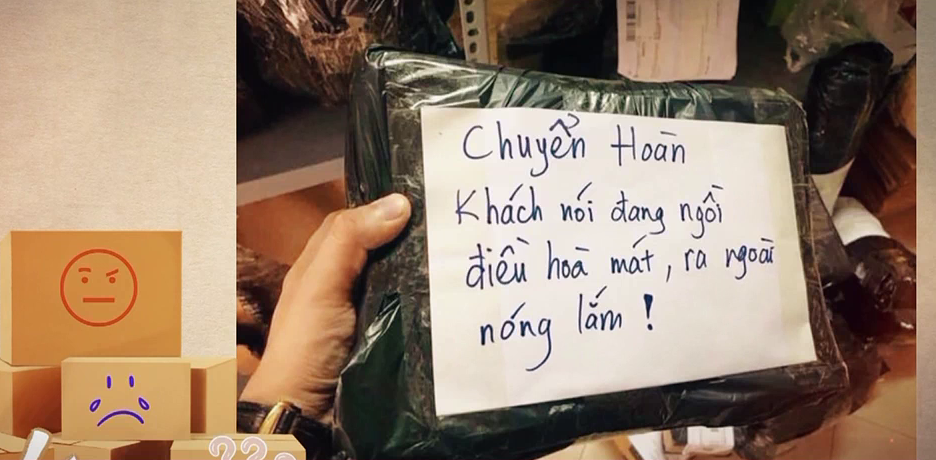 Chuyển Hoàn
Khách nói đang ngồi
điều hoà mát, ra ngoài
nóng lắm !
??